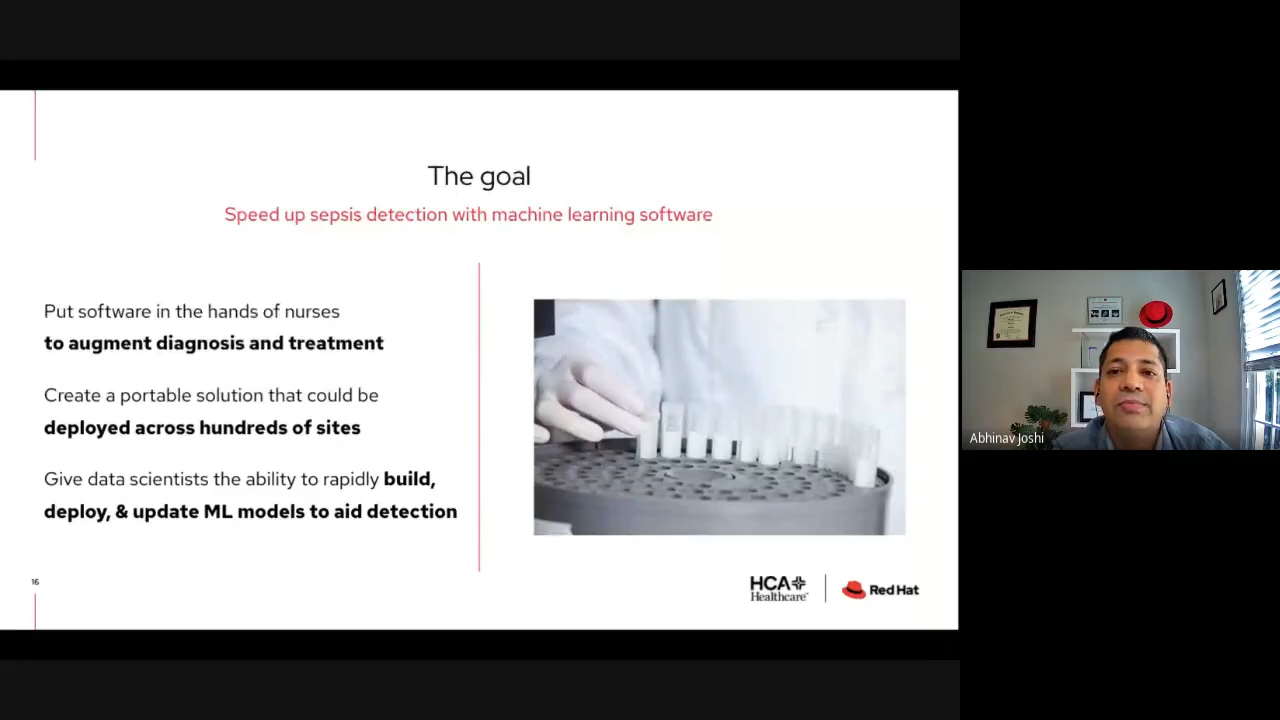 The goal
Speed up sepsis detection with machine learning software
Put software in the hands of nurses
to augment diagnosis and treatment
Create a portable solution that could be
deployed across hundreds of sites
Give data scientists the ability to rapidly build,
deploy, & update ML models to aid detection
16
HCA
Healthcare™
Red Hat
Abhinav Joshi